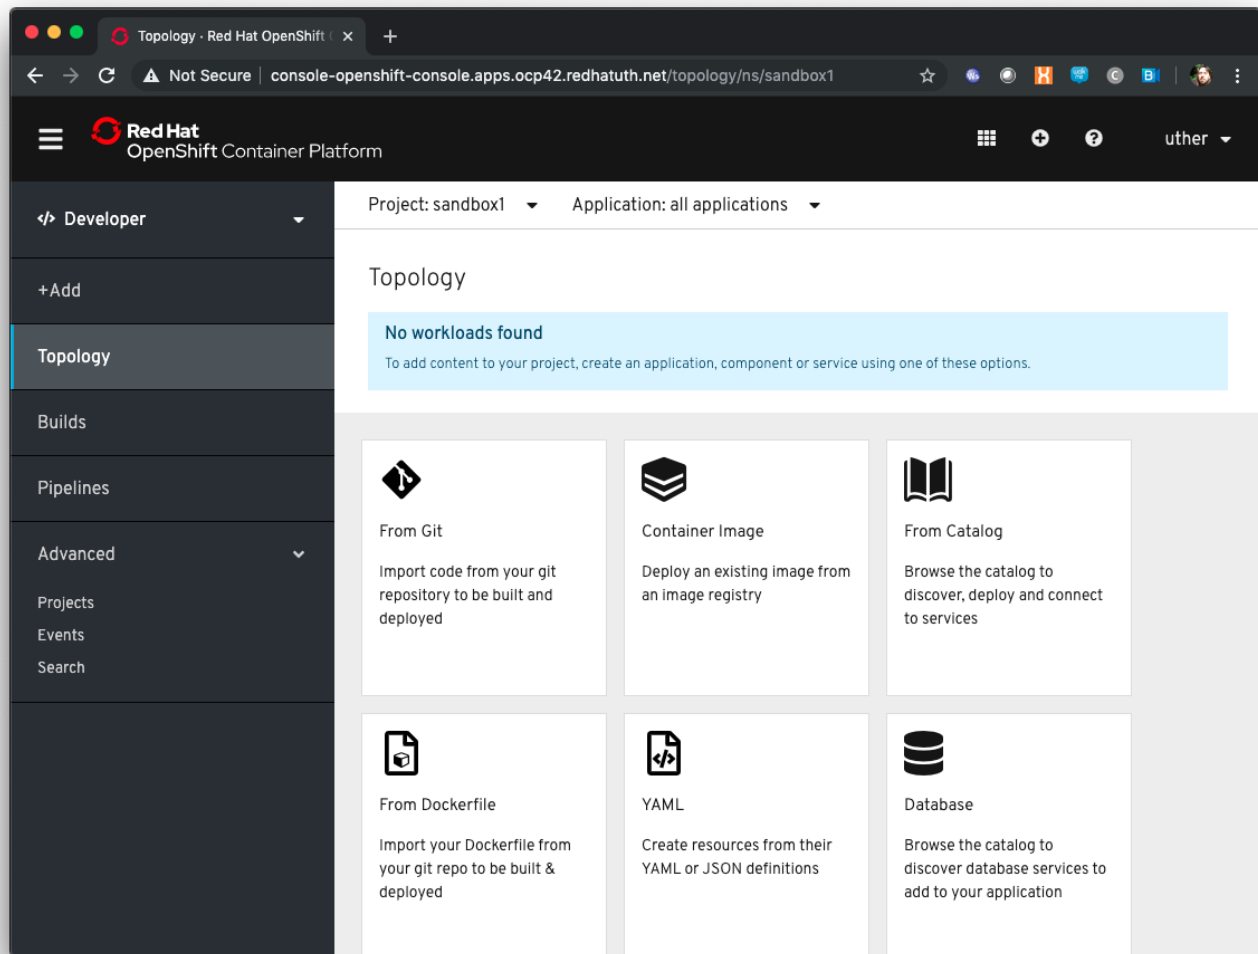 Topology · Red Hat OpenShift
Not Secure | console-openshift-console.apps.ocp42.redhatuth.net/topology/ns/sandbox1
Red Hat
OpenShift Container Platform
uther
Developer
Project: sandbox1
Application: all applications
+Add
Topology
Builds
Pipelines
Advanced
Projects
Events
Search
Topology
No workloads found
To add content to your project, create an application, component or service using one of these options.
From Git
Import code from your git
repository to be built and
deployed
Container Image
Deploy an existing image from
an image registry
From Catalog
Browse the catalog to
discover, deploy and connect
to services
From Dockerfile
Import your Dockerfile from
your git repo to be built &
deployed
YAML
Create resources from their
YAML or JSON definitions
Database
Browse the catalog to
discover database services to
add to your application